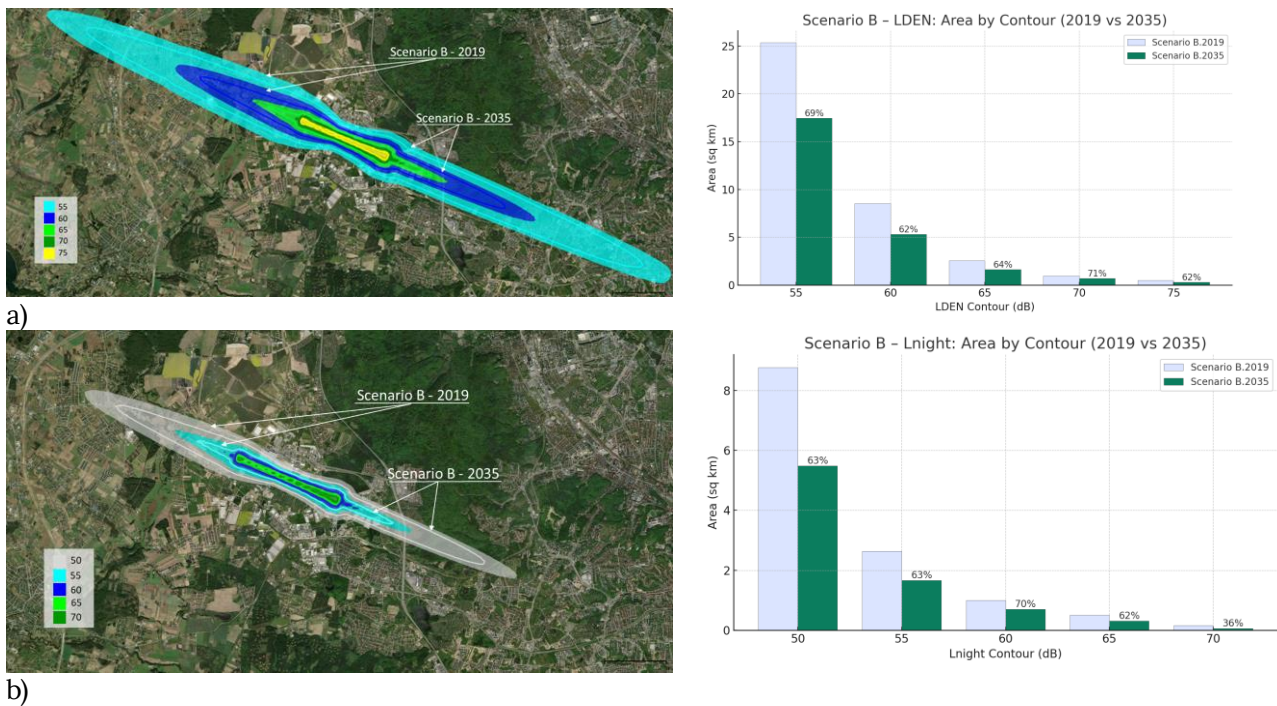 Scenario B - 2019
Scenario B - 2035
55
60
65
70
75
Scenario B – LDEN: Area by Contour (2019 vs 2035)
Scenario B.2019
Scenario B.2035
Area (sq km)
25
20
15
10
5
0
69%
62%
64%
71%
62%
55 60 65 70 75
LDEN Contour (dB)
a)
Scenario B - 2019
Scenario B - 2035
50
55
60
65
70
Scenario B – Lnight: Area by Contour (2019 vs 2035)
Scenario B.2019
Scenario B.2035
Area (sq km)
8
6
4
2
0
63%
63%
70%
62%
36%
50 55 60 65 70
Lnight Contour (dB)
b)